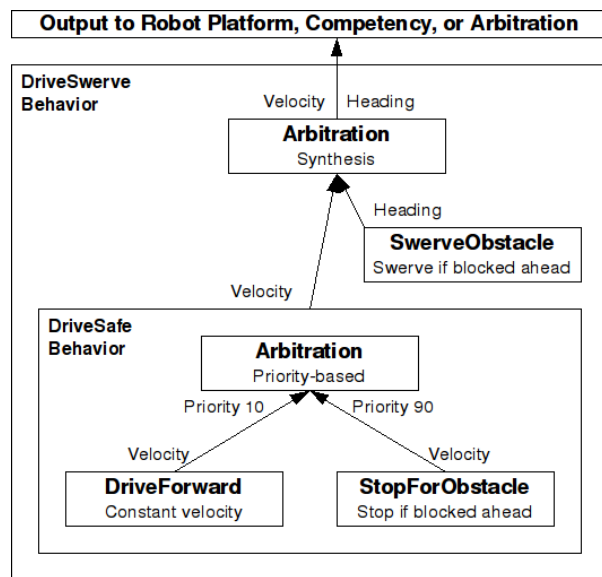 Output to Robot Platform, Competency, or Arbitration
DriveSwerve
Behavior
Velocity Heading
Arbitration
Synthesis
Heading
SwerveObstacle
Swerve if blocked ahead
Velocity
DriveSafe
Behavior
Arbitration
Priority-based
Priority 10 Priority 90
Velocity Velocity
DriveForward StopForObstacle
Constant velocity Stop if blocked ahead